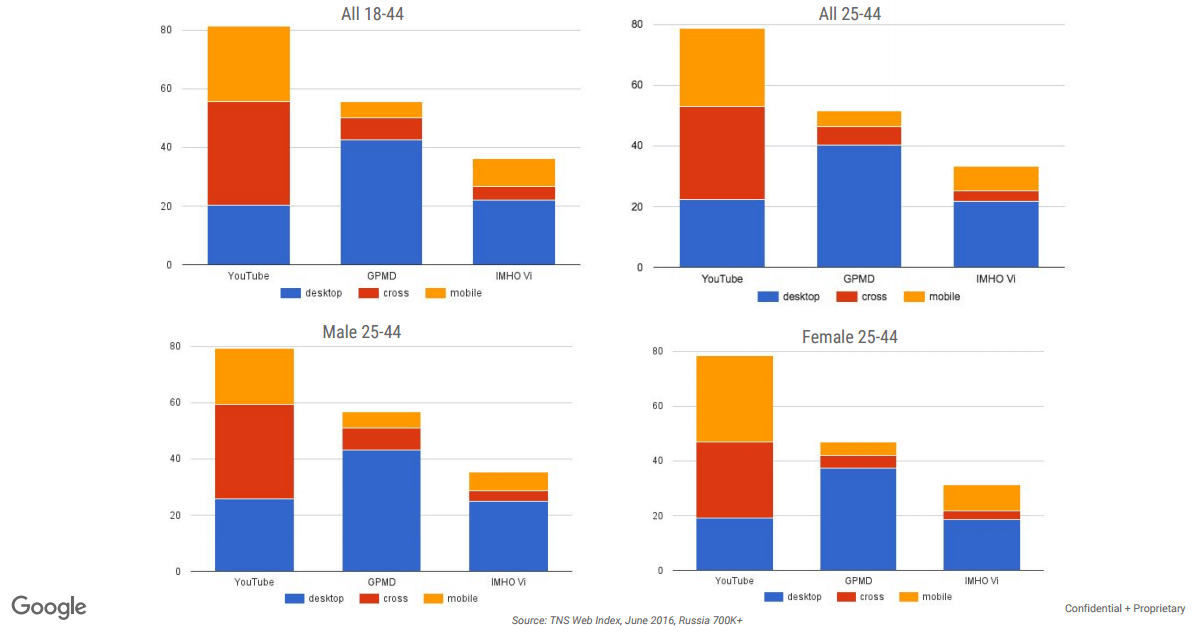 All 18-44
80
60
40
20
0
YouTube GPMD IMHO Vi
desktop cross mobile
All 25-44
80
60
40
20
0
YouTube GPMD IMHO Vi
desktop cross mobile
Male 25-44
80
60
40
20
0
YouTube GPMD IMHO Vi
desktop cross mobile
Female 25-44
80
60
40
20
0
YouTube GPMD IMHO Vi
desktop cross mobile
Google
Source: TNS Web Index, June 2016, Russia 700K+
Confidential + Proprietary